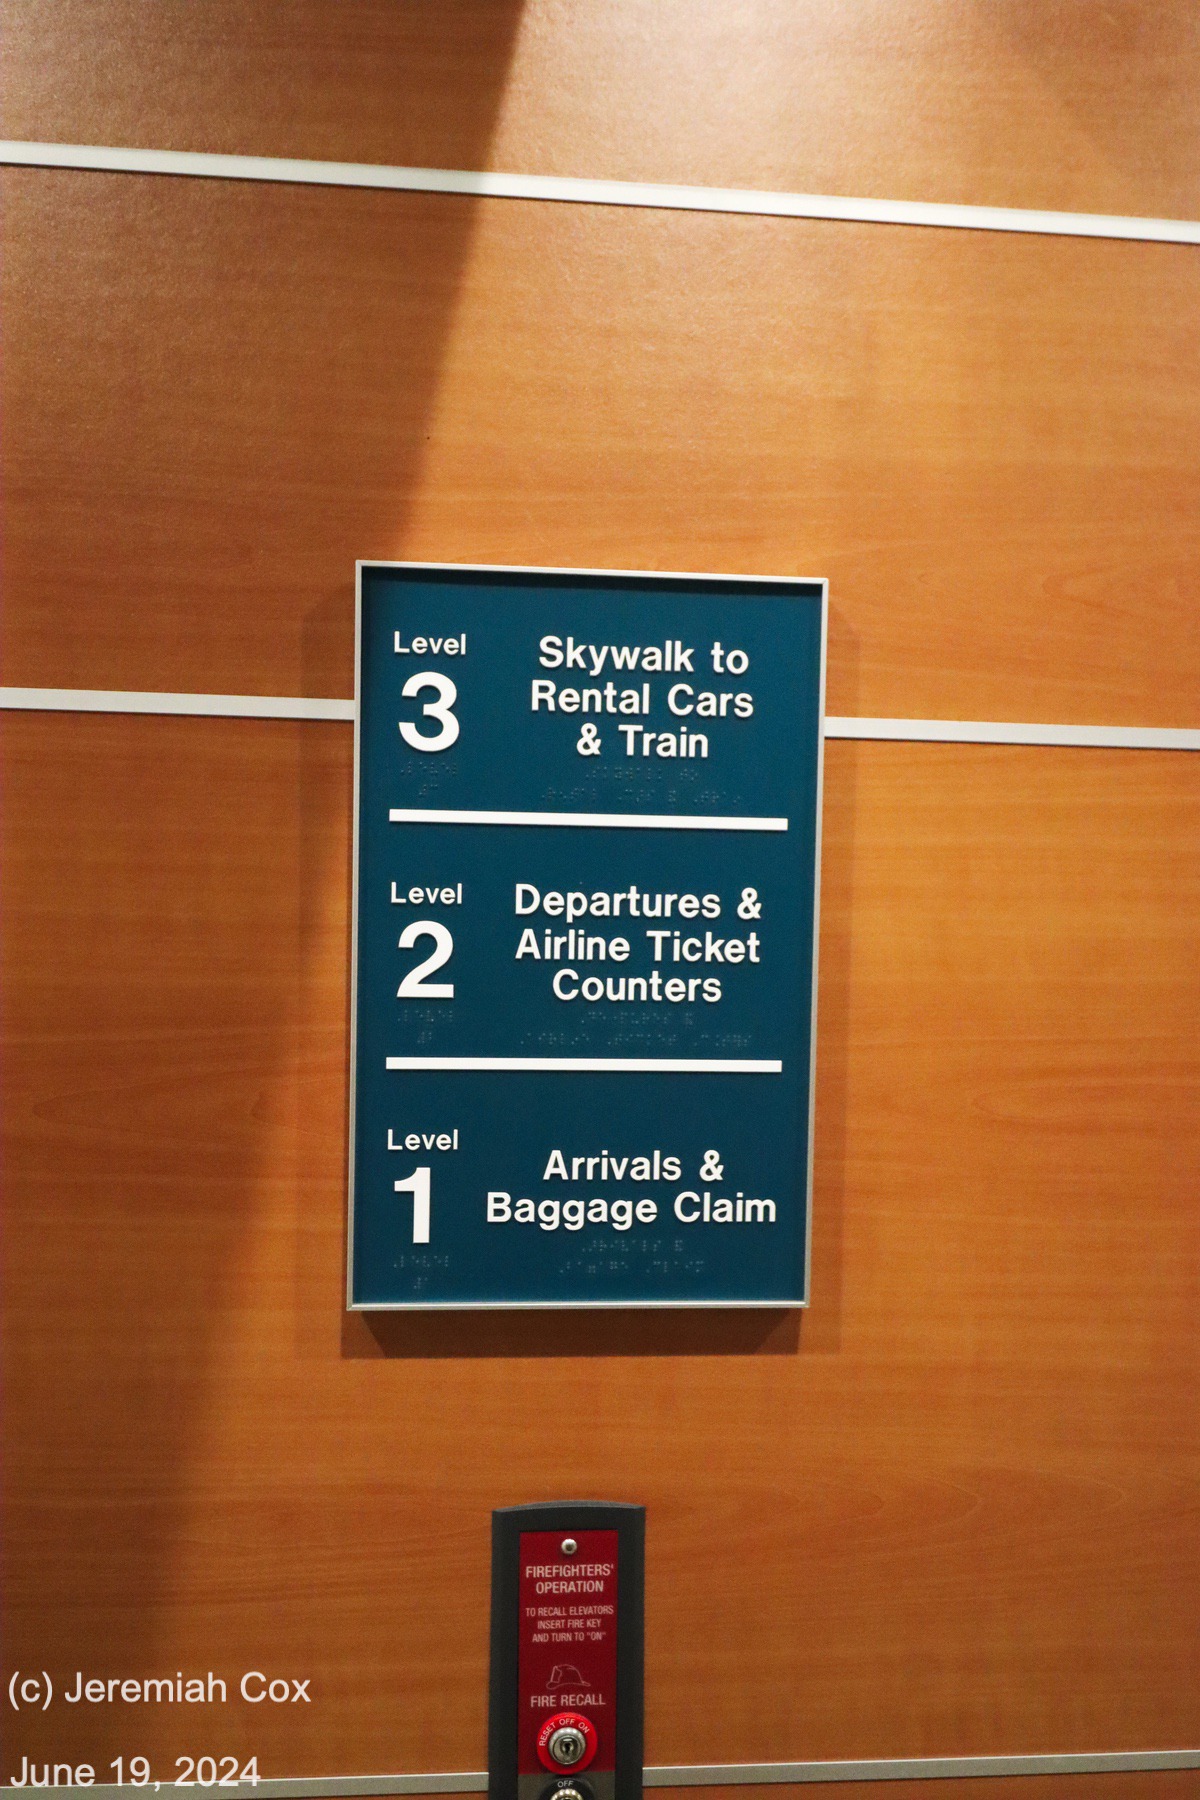 Level
3
Skywalk to
Rental Cars
& Train
Level
2
Departures &
Airline Ticket
Counters
Level
1
Arrivals &
Baggage Claim
FIREFIGHTERS'
OPERATION
TO RECALL ELEVATORS
INSERT FIRE KEY
AND TURN TO "ON"
FIRE RECALL
RESET OFF ON
OFF
(c) Jeremiah Cox
June 19, 2024